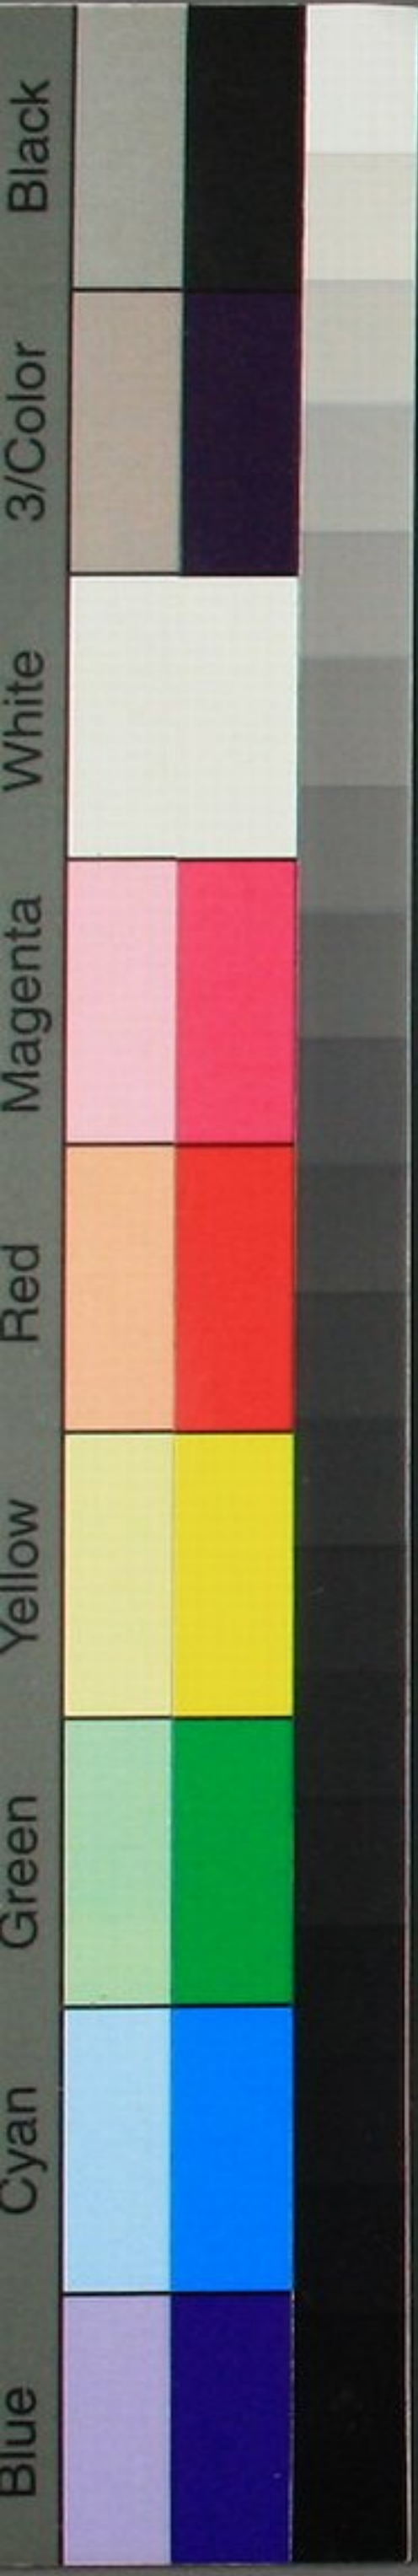 Black
3/Color
White
Magenta
Red
Yellow
Green
Cyan
Blue